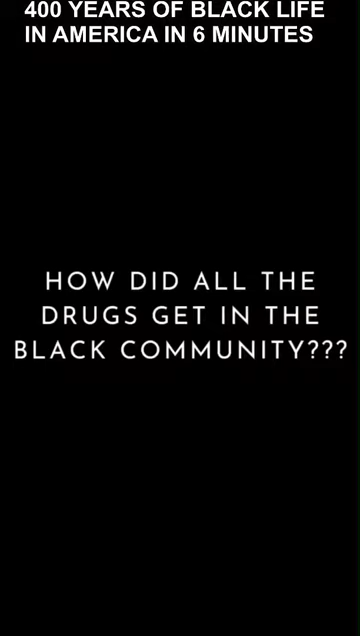 400 YEARS OF BLACK LIFE
IN AMERICA IN 6 MINUTES
HOW DID ALL THE
DRUGS GET IN THE
BLACK COMMUNITY???